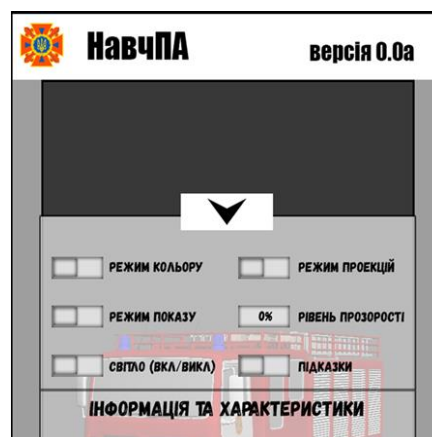 НавчПА
версія 0.0а
РЕЖИМ КОЛЬОРУ
РЕЖИМ ПРОЕКЦІЙ
РЕЖИМ ПОКАЗУ
0%
РІВЕНЬ ПРОЗОРОСТІ
СВІТЛО (ВКЛ/ВИКЛ)
ПІДКАЗКИ
ІНФОРМАЦІЯ ТА ХАРАКТЕРИСТИКИ